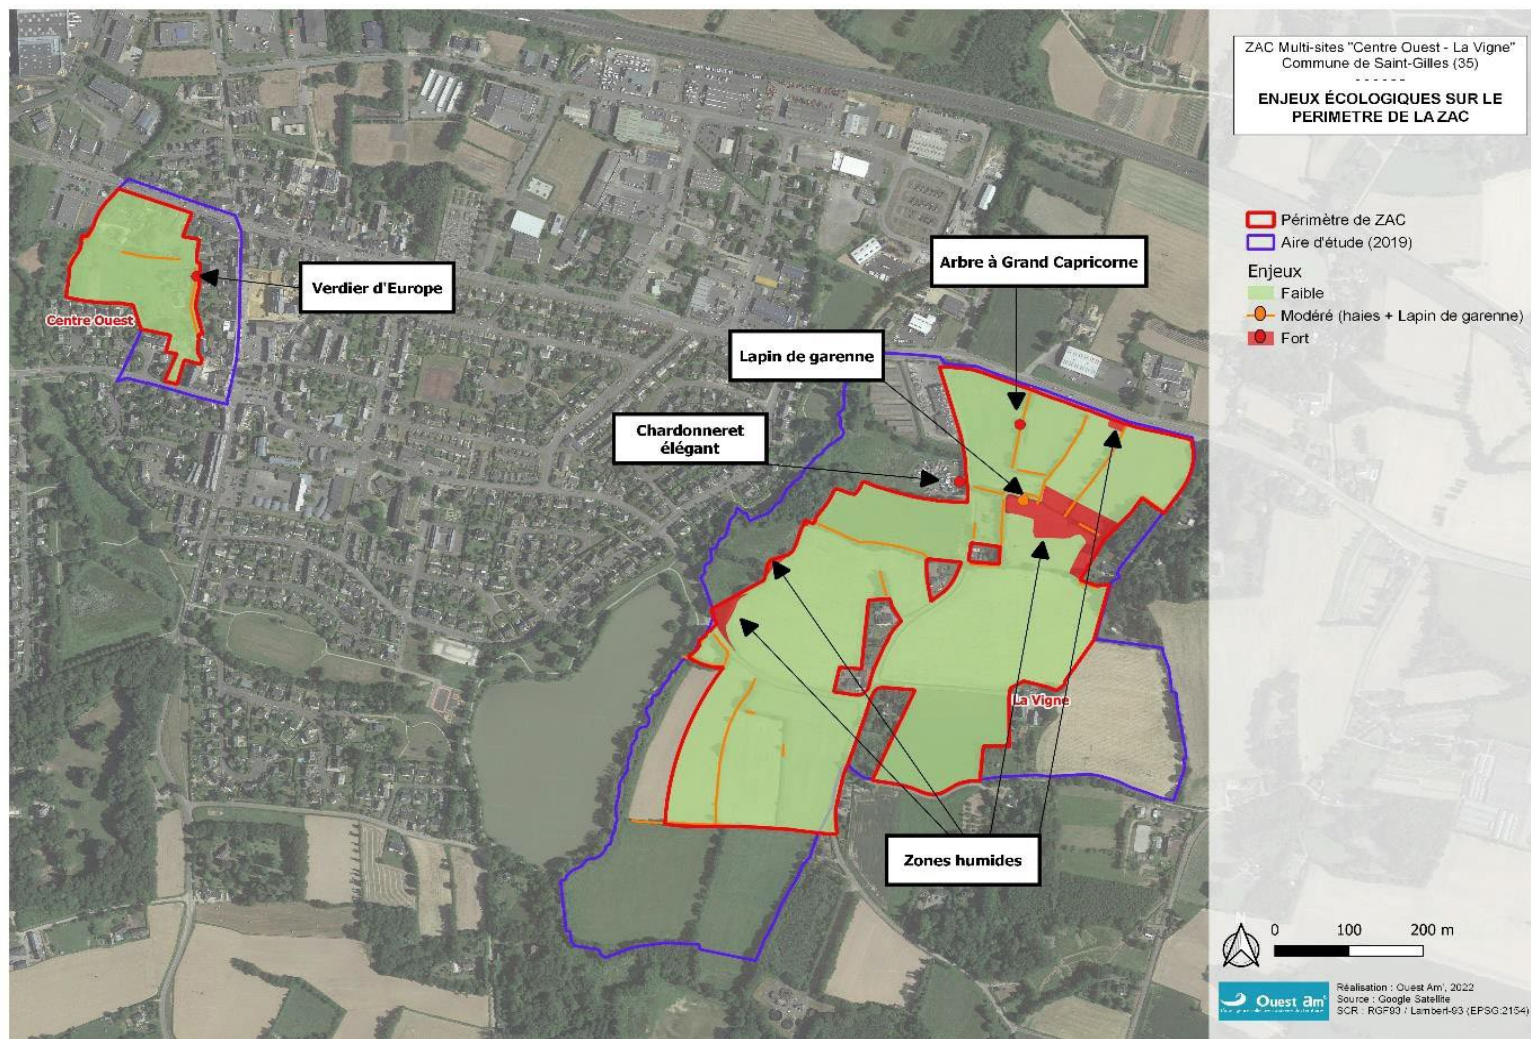 ZAC Multi-sites "Centre Ouest - La Vigne"
Commune de Saint-Gilles (35)
- - - - - -
ENJEUX ÉCOLOGIQUES SUR LE
PERIMETRE DE LA ZAC
Périmètre de ZAC
Aire d'étude (2019)
Enjeux
Faible
Modéré (haies + Lapin de garenne)
Fort
Arbre à Grand Capricorne
Verdier d'Europe
Centre Ouest
Lapin de garenne
Chardonneret
élégant
La Vigne
Zones humides
0 100 200 m
Ouest am'
Réalisation : Ouest Am', 2022
Source : Google Satellite
SCR : RGF93 / Lambert-93 (EPSG:2154)